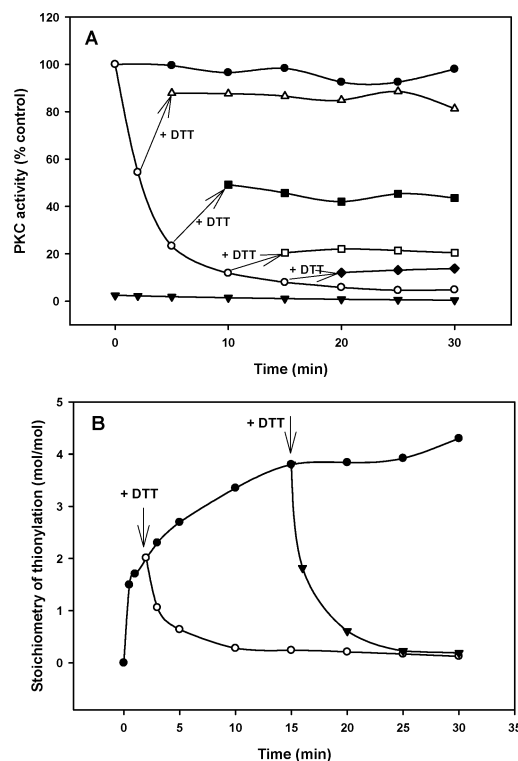 A
PKC activity (% control)
120
100
80
60
40
20
0
+ DTT
+ DTT
+ DTT
+ DTT
0
10
20
30
Time (min)
B
Stoichiometry of thionylation (mol/mol)
5
4
3
2
1
0
+ DTT
+ DTT
0
5
10
15
20
25
30
35
Time (min)